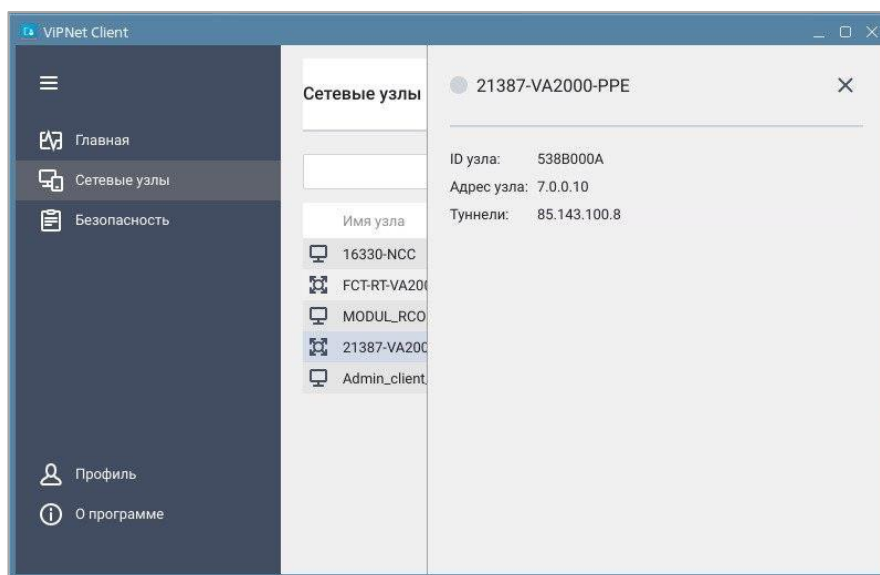 ViPNet Client
Главная
Сетевые узлы
Безопасность
Профиль
О программе
Сетевые узлы
Имя узла
16330-NCC
FCT-RT-VA200
MODUL_RCO
21387-VA200
Admin_client
21387-VA2000-PPE
ID узла: 538B000A
Адрес узла: 7.0.0.10
Туннели: 85.143.100.8